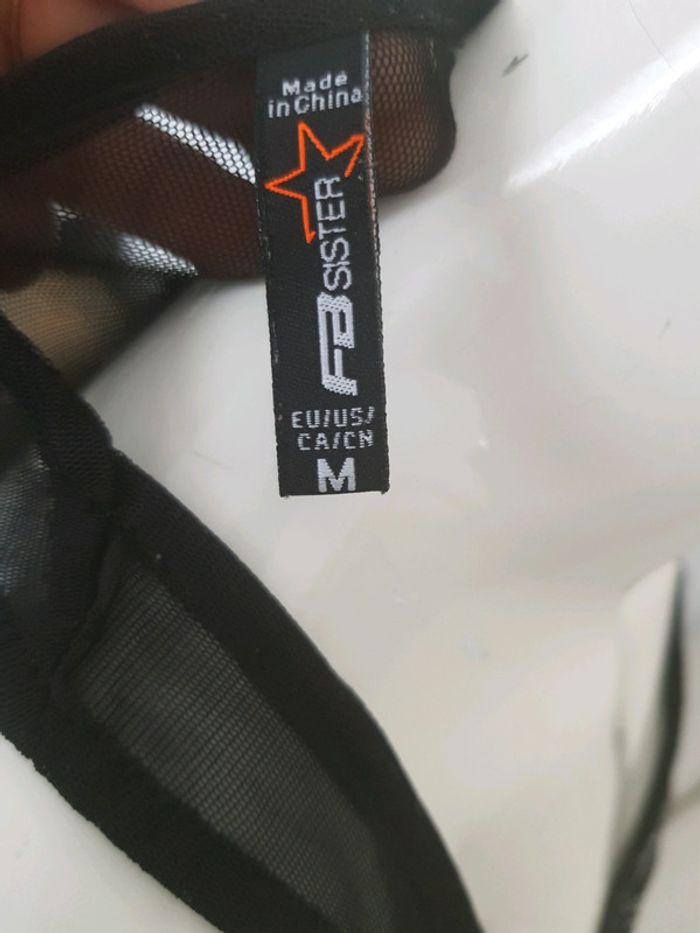 Made
in China
FB SISTER
EU/US/
CA/CN
M